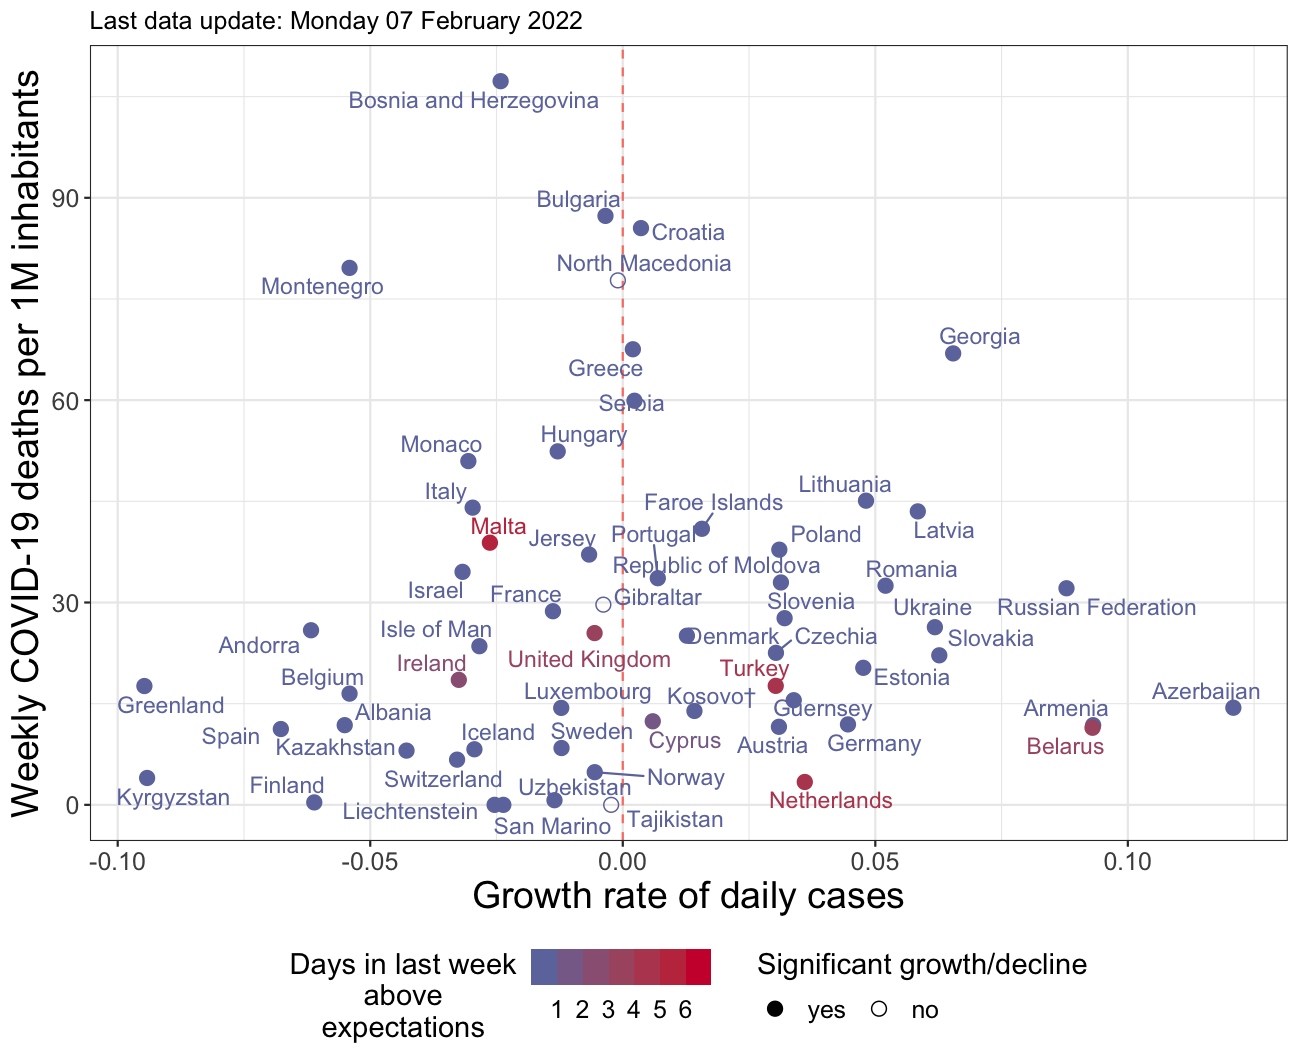 Last data update: Monday 07 February 2022
Weekly COVID-19 deaths per 1M inhabitants
Bosnia and Herzegovina
90
Bulgaria
Croatia
North Macedonia
Montenegro
Georgia
Greece
60
Serbia
Hungary
Monaco
Lithuania
Italy
Faroe Islands
Malta
Latvia
Jersey
Portugal
Poland
Republic of Moldova
Romania
Israel
France
Gibraltar
Slovenia
30
Ukraine
Russian Federation
Isle of Man
Denmark
Czechia
Slovakia
Andorra
Ireland
United Kingdom
Turkey
Belgium
Estonia
Luxembourg
Kosovo†
Azerbaijan
Greenland
Albania
Guernsey
Armenia
Spain
Iceland
Sweden
Cyprus
Kazakhstan
Austria
Germany
Belarus
Switzerland
Norway
Finland
Uzbekistan
Kyrgyzstan
Netherlands
0
Liechtenstein
San Marino
Tajikistan
-0.10 -0.05 0.00 0.05 0.10
Growth rate of daily cases
Days in last week
above
expectations
1 2 3 4 5 6
Significant growth/decline
yes no